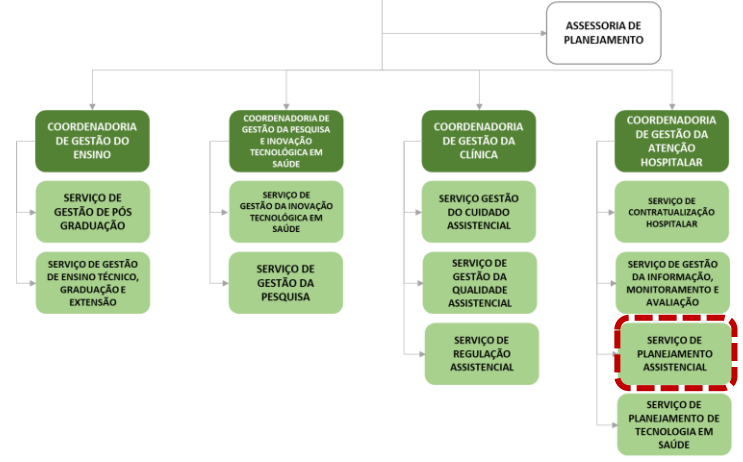 ASSESSORIA DE
PLANEJAMENTO
COORDENADORIA
DE GESTÃO DO
ENSINO
SERVIÇO DE
GESTÃO DE PÓS
GRADUAÇÃO
SERVIÇO DE GESTÃO
DE ENSINO TÉCNICO,
GRADUAÇÃO E
EXTENSÃO
COORDENADORIA DE
GESTÃO DA PESQUISA
E INOVAÇÃO
TECNOLÓGICA EM
SAÚDE
SERVIÇO DE
GESTÃO DA INOVAÇÃO
TECNOLÓGICA EM
SAÚDE
SERVIÇO DE
GESTÃO DA
PESQUISA
COORDENADORIA
DE GESTÃO DA
CLÍNICA
SERVIÇO GESTÃO
DO CUIDADO
ASSISTENCIAL
SERVIÇO DE
GESTÃO DA
QUALIDADE
ASSISTENCIAL
SERVIÇO DE
REGULAÇÃO
ASSISTENCIAL
COORDENADORIA
DE GESTÃO DA
ATENÇÃO
HOSPITALAR
SERVIÇO DE
CONTRATUALIZAÇÃO
HOSPITALAR
SERVIÇO DE GESTÃO
DA INFORMAÇÃO,
MONITORAMENTO E
AVALIAÇÃO
SERVIÇO DE
PLANEJAMENTO
ASSISTENCIAL
SERVIÇO DE
PLANEJAMENTO DE
TECNOLOGIA EM
SAÚDE